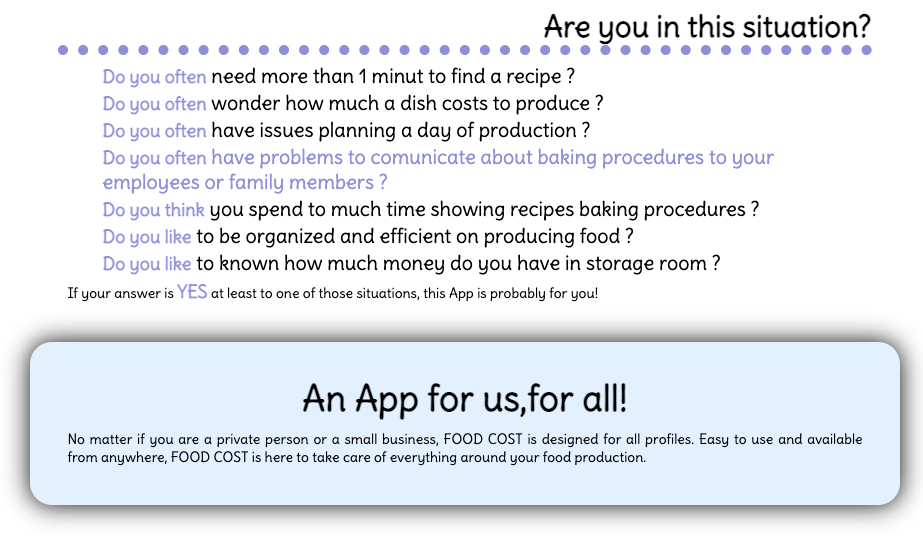 Are you in this situation?
Do you often need more than 1 minut to find a recipe ?
Do you often wonder how much a dish costs to produce ?
Do you often have issues planning a day of production ?
Do you often have problems to comunicate about baking procedures to your
employees or family members ?
Do you think you spend to much time showing recipes baking procedures ?
Do you like to be organized and efficient on producing food ?
Do you like to known how much money do you have in storage room ?
If your answer is YES at least to one of those situations, this App is probably for you!
An App for us,for all!
No matter if you are a private person or a small business, FOOD COST is designed for all profiles. Easy to use and available
from anywhere, FOOD COST is here to take care of everything around your food production.